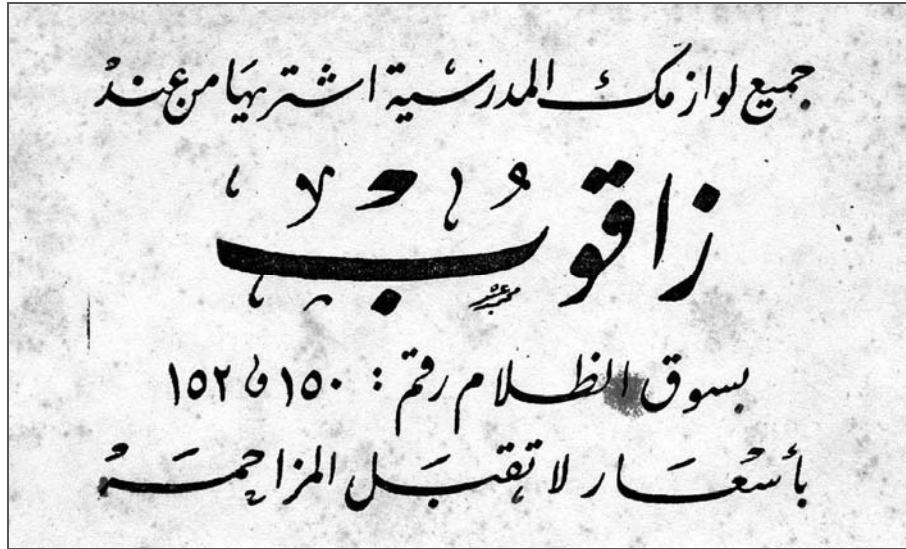 جميع لوازمك المدرسية اشتريها من عند
زاقوب
بسوق الظلام رقم : ١٥٠ و ١٥٢
بأسعار لا تقبل المزاحمة